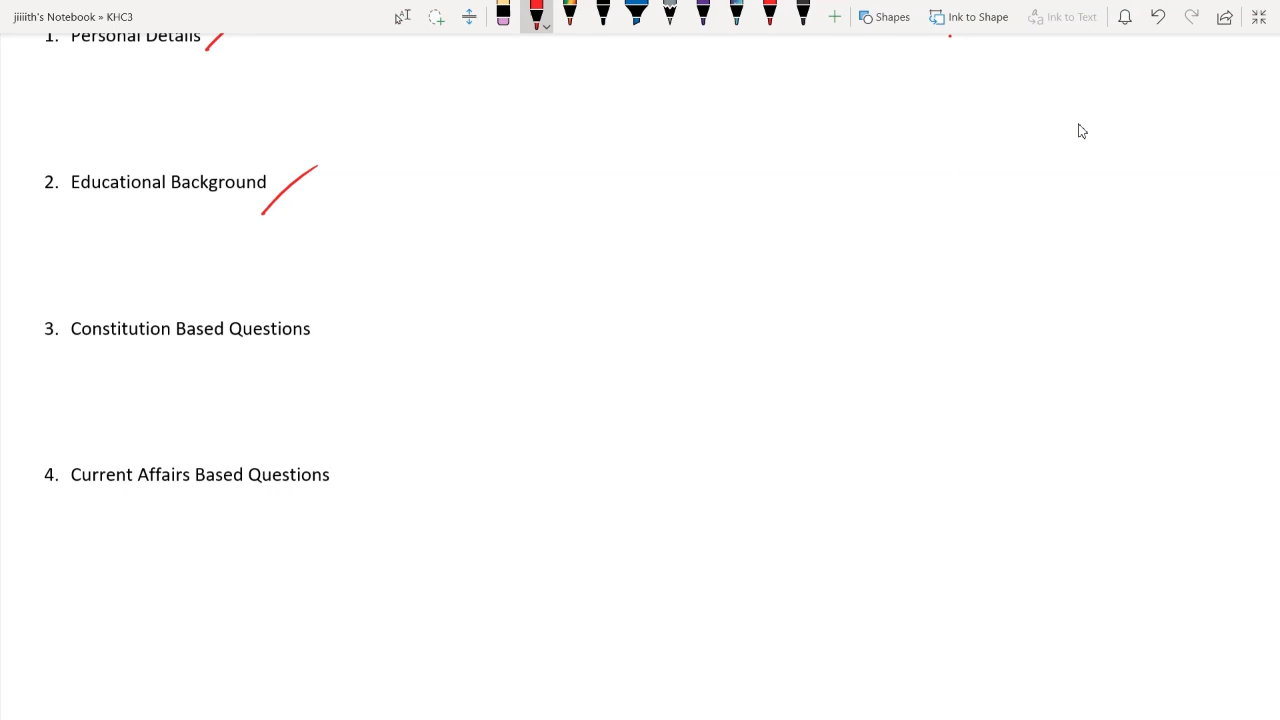 jiiiith's Notebook » KHC3
Shapes
Ink to Shape
Ink to Text
1. Personal Details
2. Educational Background
3. Constitution Based Questions
4. Current Affairs Based Questions